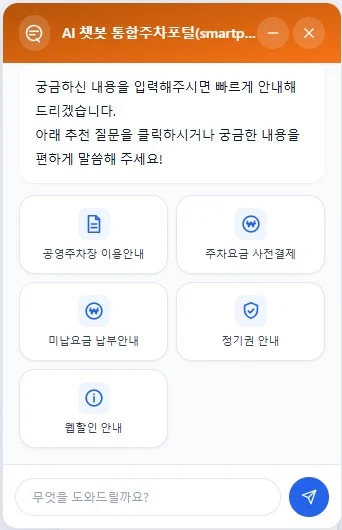 AI 챗봇 통합주차포털(smartp...
궁금하신 내용을 입력해주시면 빠르게 안내해
드리겠습니다.
아래 추천 질문을 클릭하시거나 궁금한 내용을
편하게 말씀해 주세요!
공영주차장 이용안내
주차요금 사전결제
미납요금 납부안내
정기권 안내
웹할인 안내
무엇을 도와드릴까요?